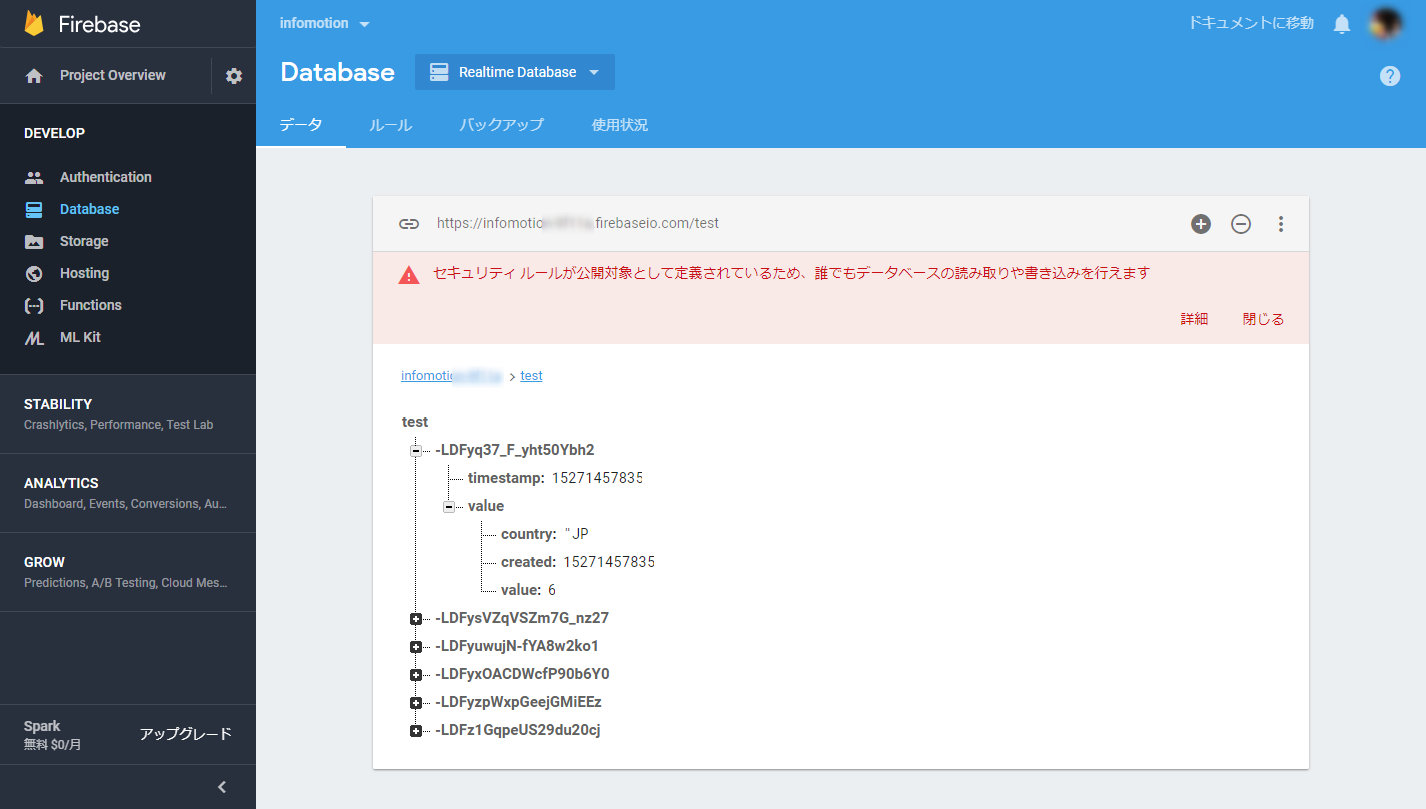 Firebase
Project Overview
DEVELOP
Authentication
Database
Storage
Hosting
Functions
ML Kit
STABILITY
Crashlytics, Performance, Test Lab
ANALYTICS
Dashboard, Events, Conversions, Au…
GROW
Predictions, A/B Testing, Cloud Mes…
Spark
無料 $0/月
アップグレード
infomotion
ドキュメントに移動
Database
Realtime Database
データ ルール バックアップ 使用状況
https://infomotio .firebaseio.com/test
セキュリティ ルールが公開対象として定義されているため、誰でもデータベースの読み取りや書き込みを行えます
詳細 閉じる
infomotio > test
test
-LDFyq37_F_yht50Ybh2
timestamp: 15271457835
value
country: "JP
created: 15271457835
value: 6
-LDFysVZqVSZm7G_nz27
-LDFyuwujN-fYA8w2ko1
-LDFyxOACDWcfP90b6Y0
-LDFyzpWxpGeejGMiEEz
-LDFz1GqpeUS29du20cj